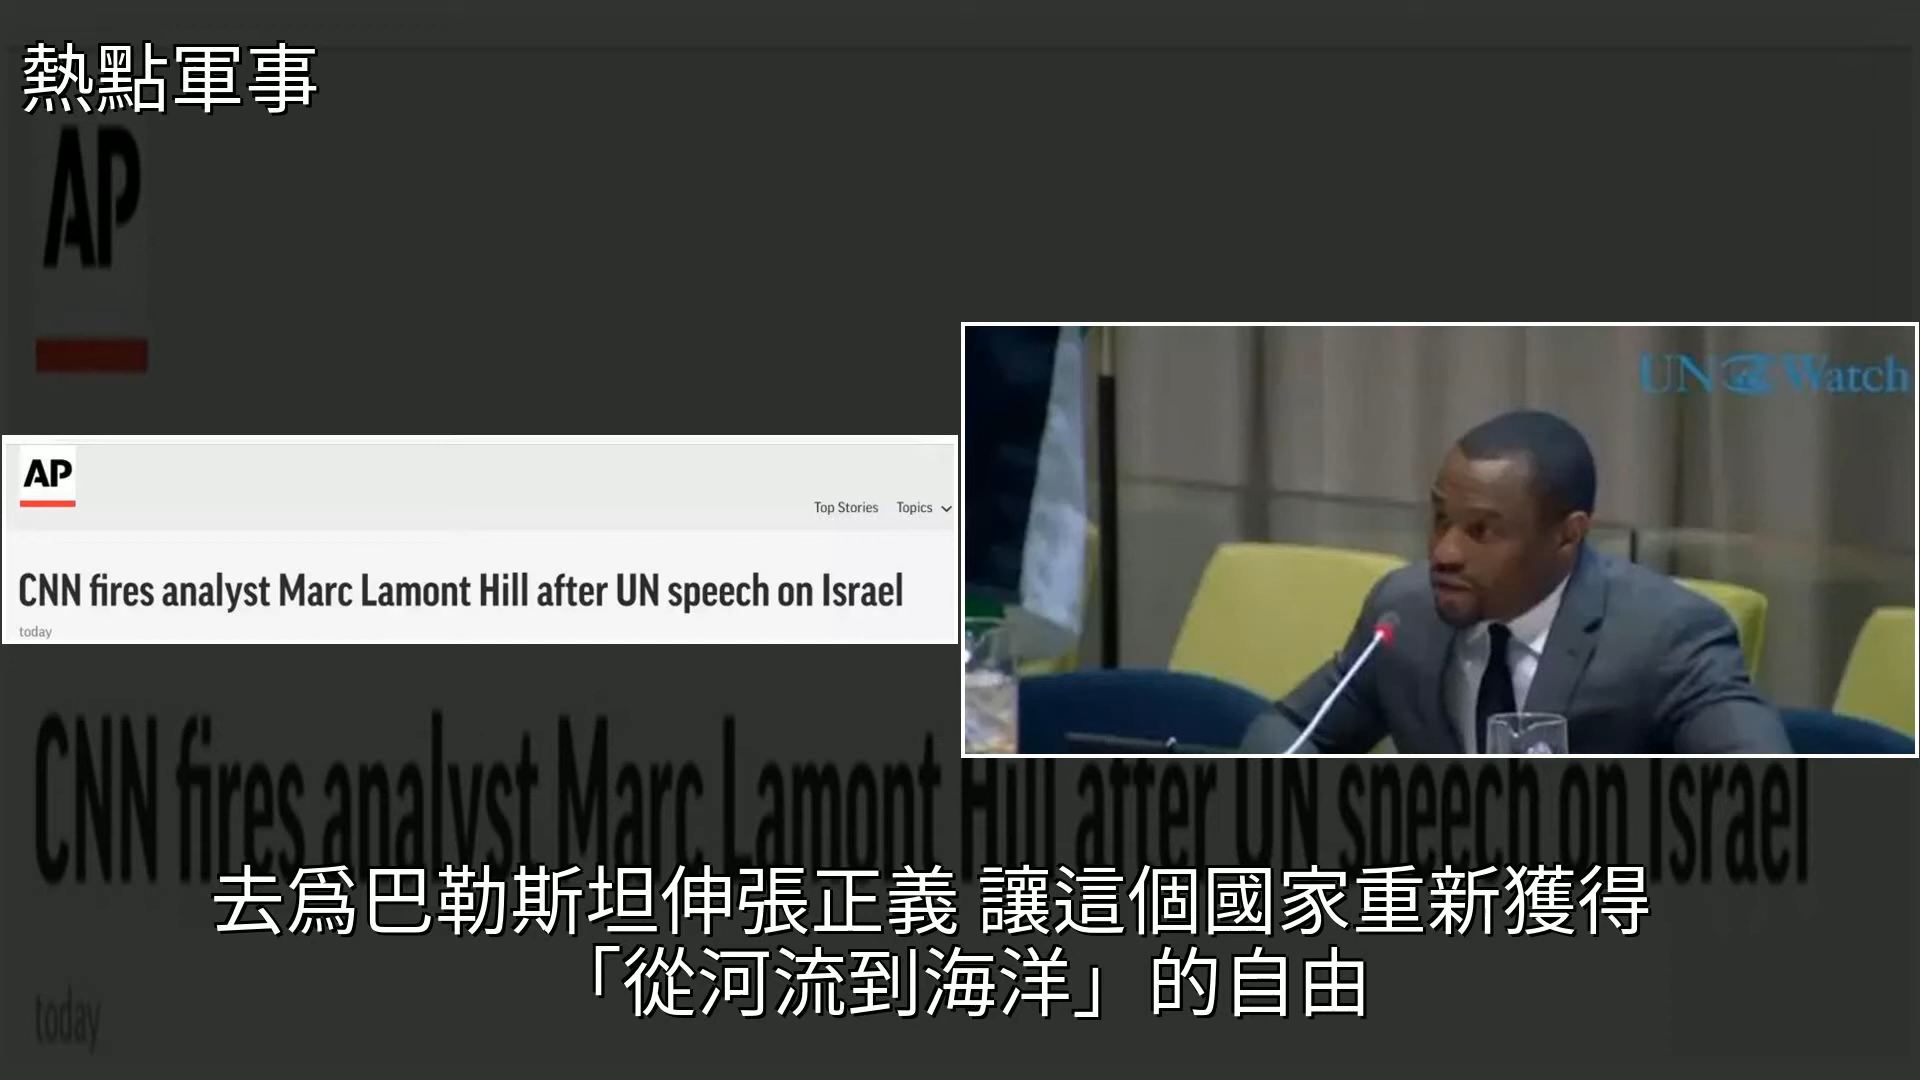 熱點軍事
AP
AP
Top Stories Topics
CNN fires analyst Marc Lamont Hill after UN speech on Israel
today
UN Watch
CNN fires analyst Marc Lamont Hill after UN speech on Israel
去爲巴勒斯坦伸張正義 讓這個國家重新獲得
「從河流到海洋」的自由
today